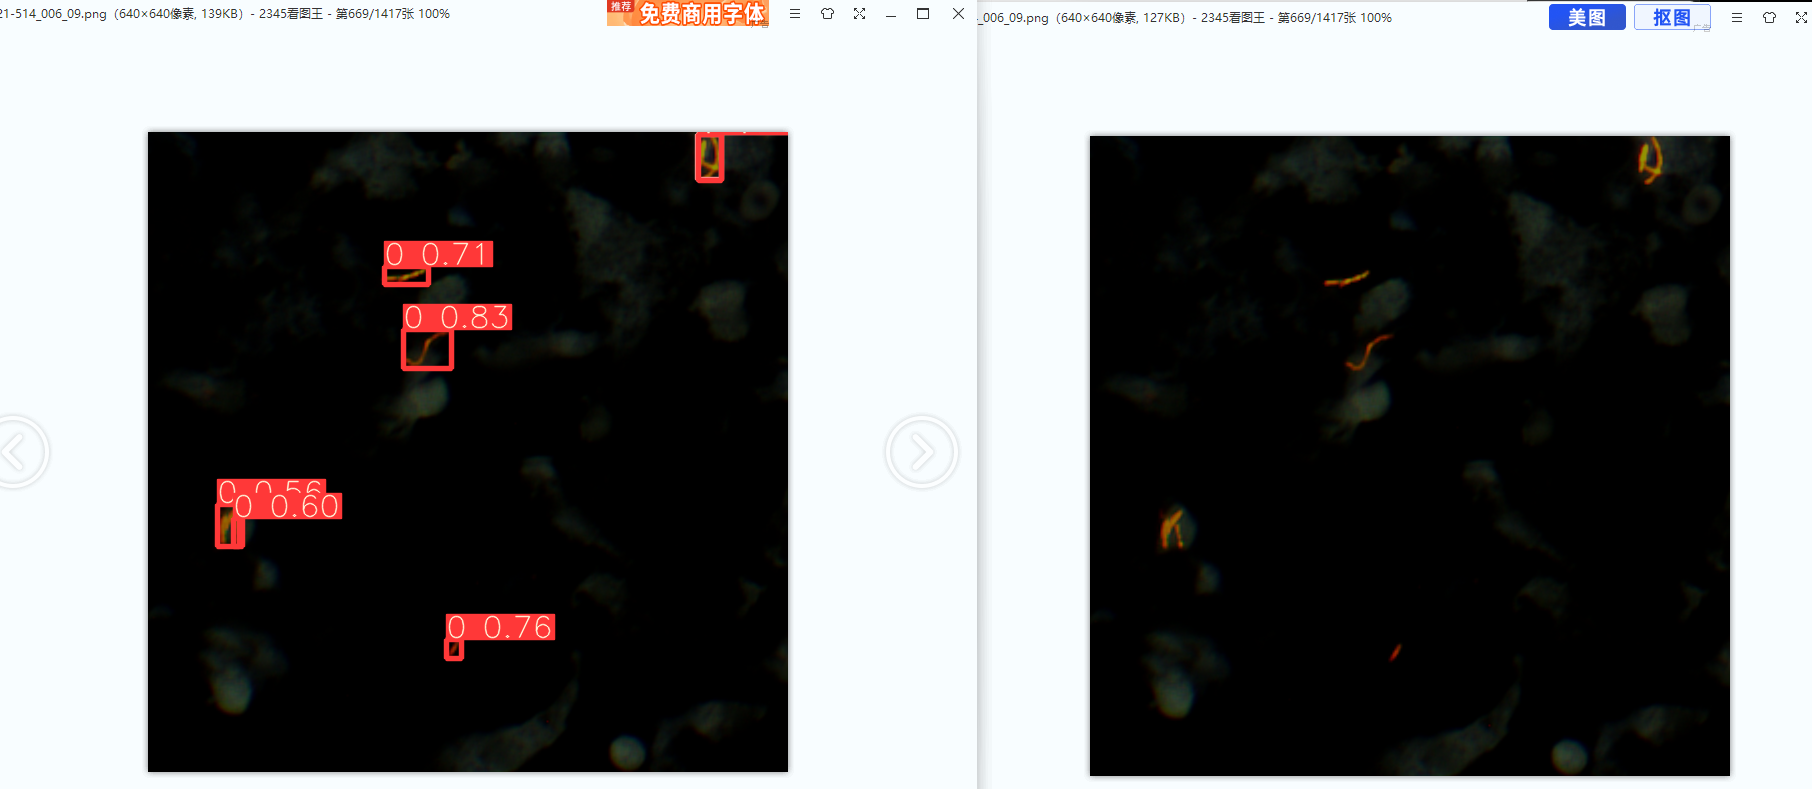 21-514_006_09.png（640×640像素, 139KB）- 2345看图王 - 第669/1417张 100%
推荐
免费商用字体
广告
_006_09.png（640×640像素, 127KB）- 2345看图王 - 第669/1417张 100%
美图
抠图
广告
0 0.71
0 0.83
0 0.56
0 0.60
0 0.76